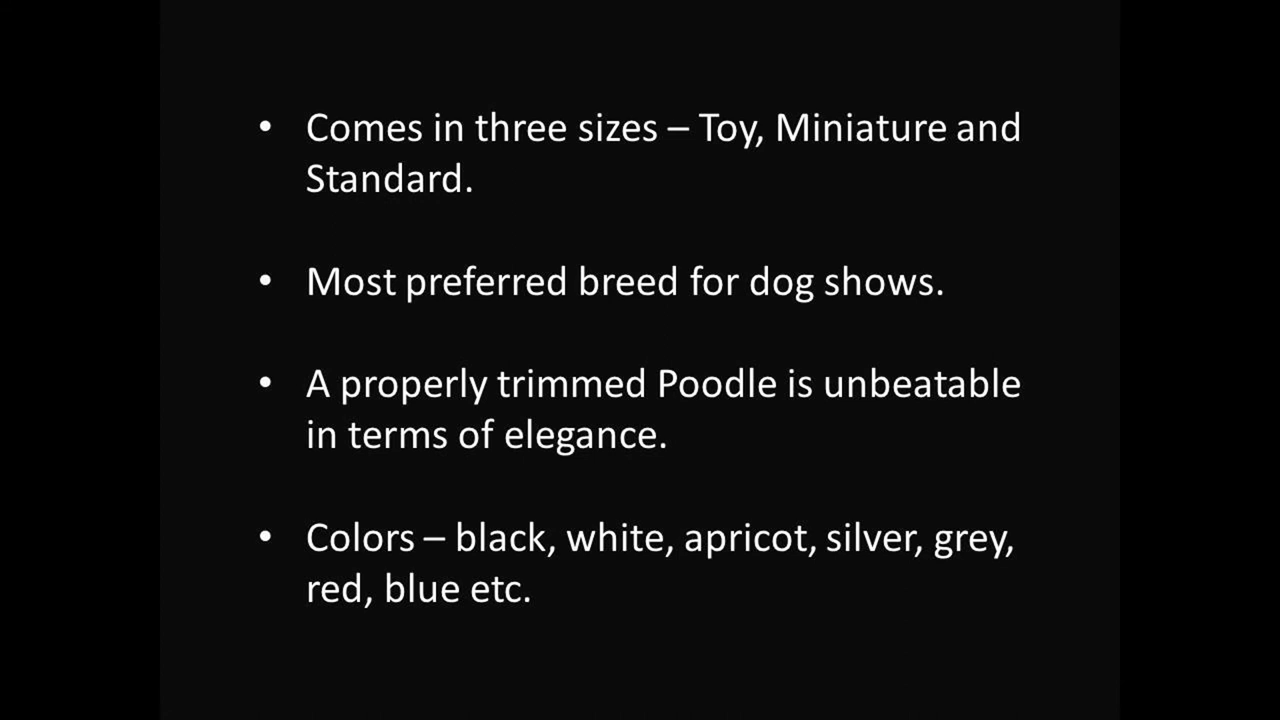 • Comes in three sizes – Toy, Miniature and
Standard.
• Most preferred breed for dog shows.
• A properly trimmed Poodle is unbeatable
in terms of elegance.
• Colors – black, white, apricot, silver, grey,
red, blue etc.